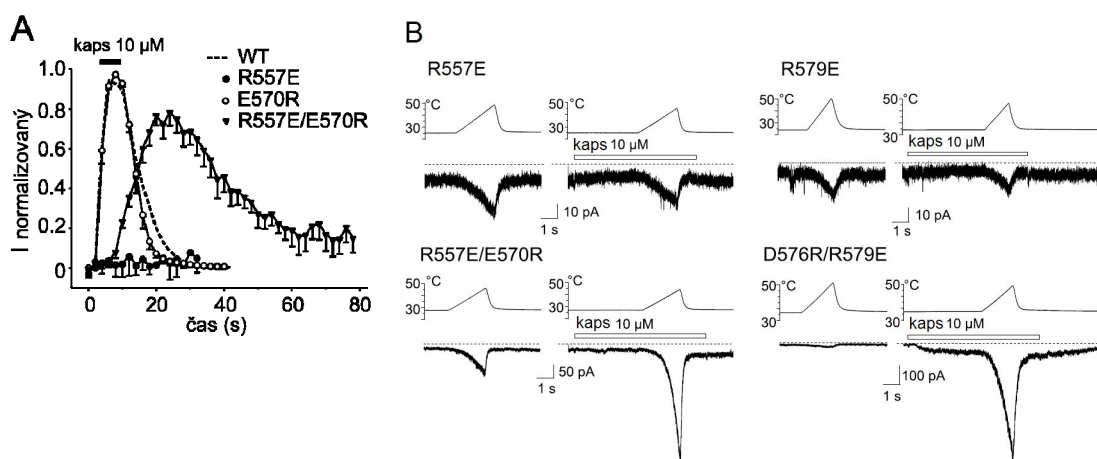 A
kaps 10 µM
WT
R557E
E570R
R557E/E570R
I normalizovaný
1.0
0.8
0.6
0.4
0.2
0
0 20 40 60 80
čas (s)
B
R557E
50 °C
30
50 °C
30
kaps 10 µM
10 pA
1 s
R579E
50 °C
30
50 °C
30
kaps 10 µM
10 pA
1 s
R557E/E570R
50 °C
30
50 °C
30
kaps 10 µM
50 pA
1 s
D576R/R579E
50 °C
30
50 °C
30
kaps 10 µM
100 pA
1 s